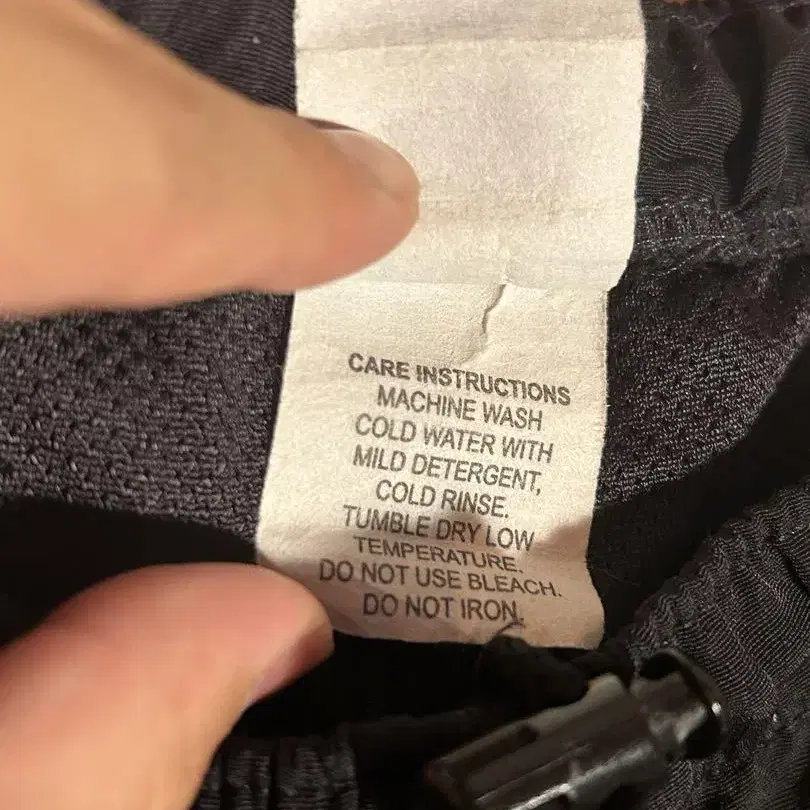 CARE INSTRUCTIONS
MACHINE WASH
COLD WATER WITH
MILD DETERGENT,
COLD RINSE.
TUMBLE DRY LOW
TEMPERATURE.
DO NOT USE BLEACH.
DO NOT IRON.